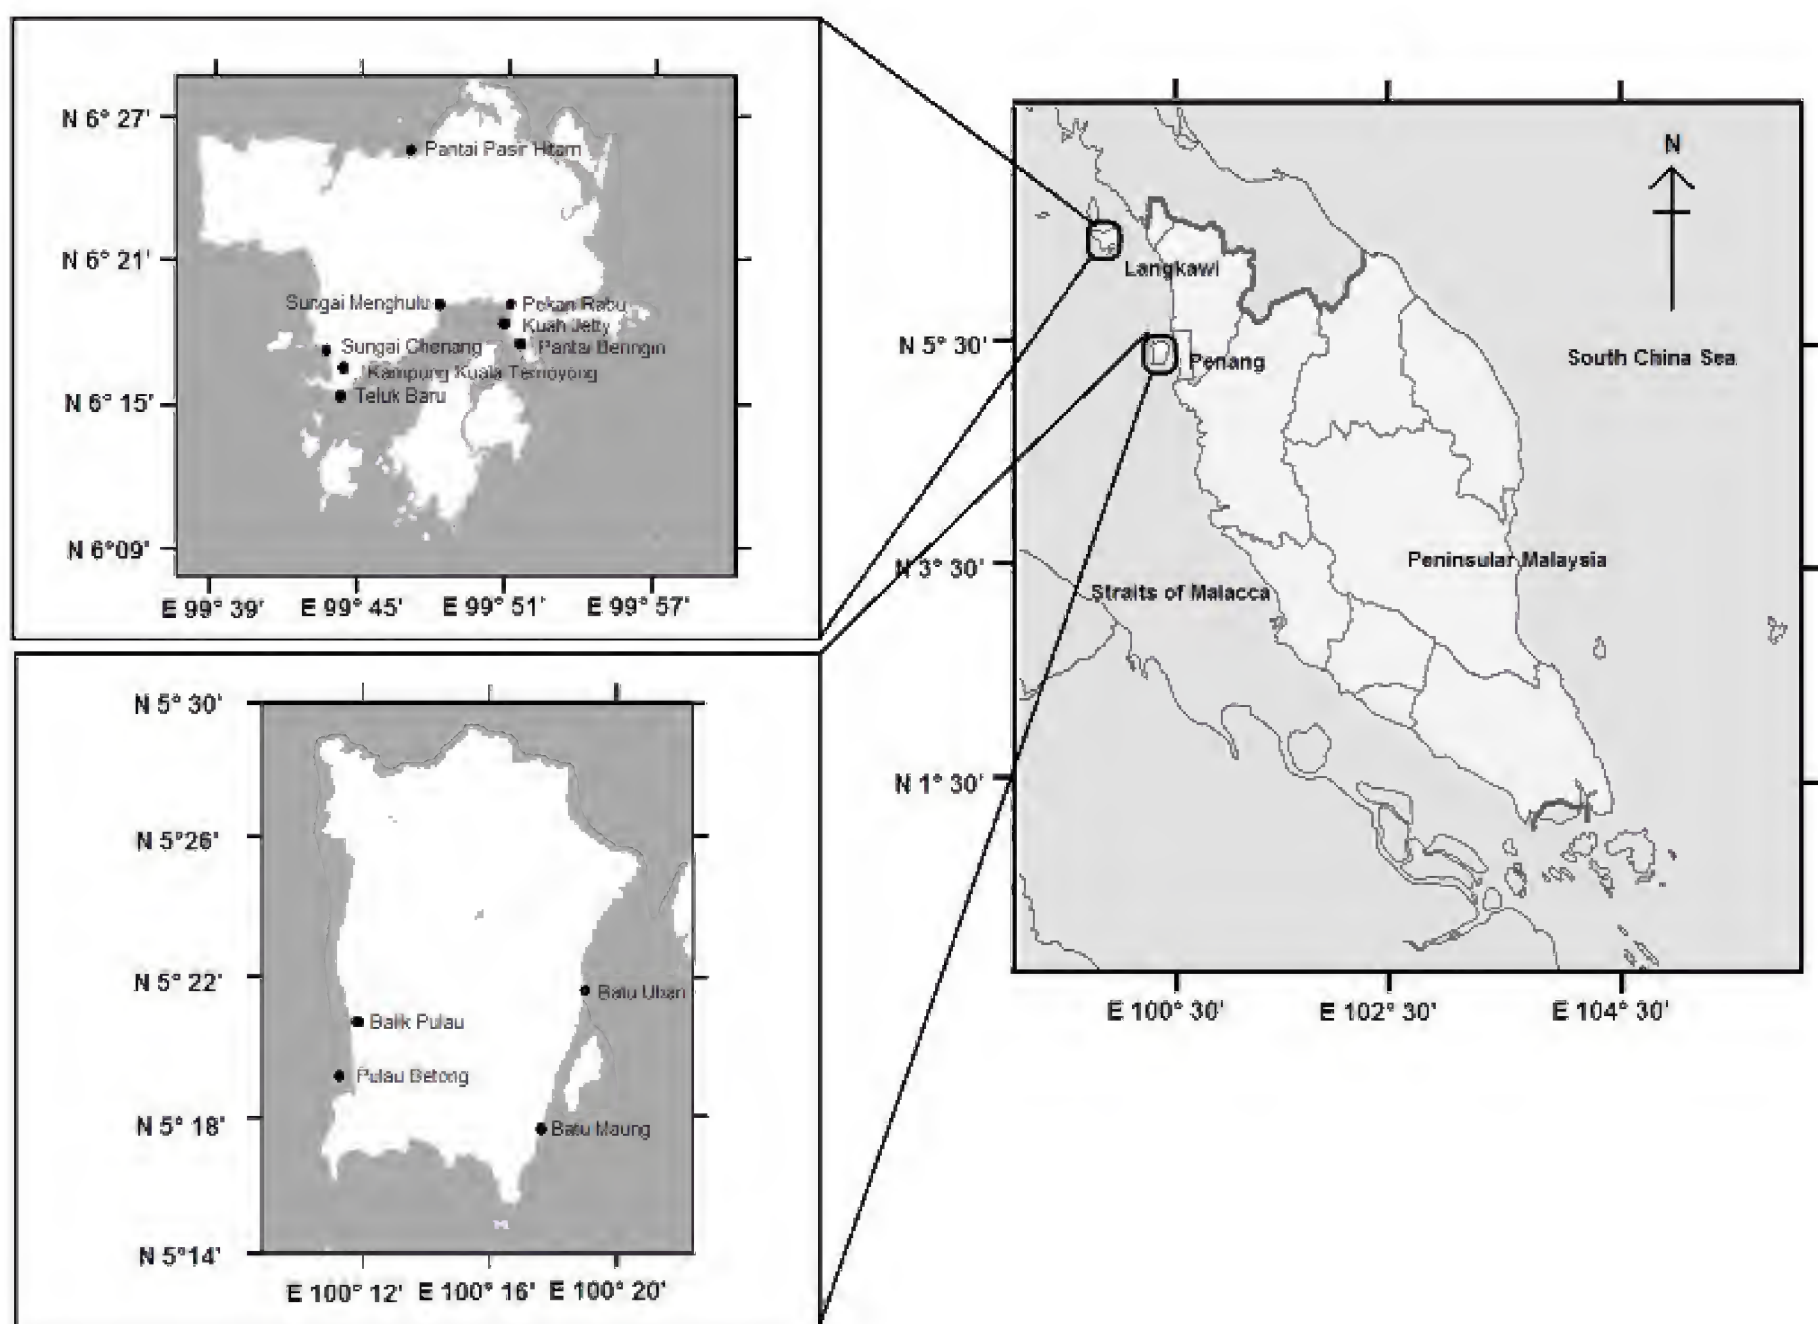 N 6° 27'
Pantai Pasir Hitam
N 6° 21'
Sungai Menghulu
Pekan Rabu
Kuah Jetty
Pantai Beringin
Sungai Chenang
Kampung Kuala Temoyong
Teluk Baru
N 6° 15'
N 6°09'
E 99° 39' E 99° 45' E 99° 51' E 99° 57'
N 5° 30'
N 5°26'
N 5° 22'
Batu Uban
Balik Pulau
Pulau Betong
N 5° 18'
Batu Maung
N 5°14'
E 100° 12' E 100° 16' E 100° 20'
N
Langkawi
N 5° 30'
Penang
South China Sea
N 3° 30'
Peninsular Malaysia
Straits of Malacca
N 1° 30'
E 100° 30' E 102° 30' E 104° 30'